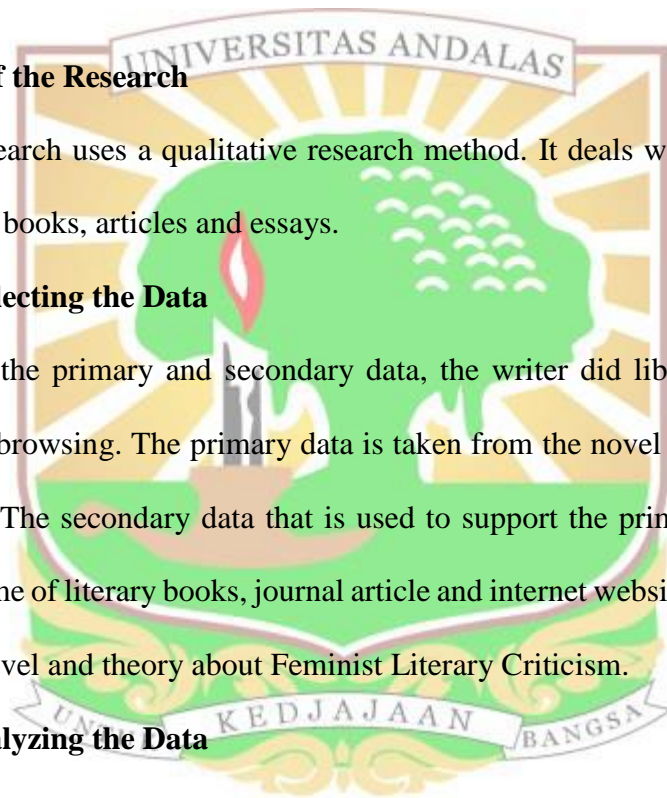 UNIVERSITAS ANDALAS
f the Research
earch uses a qualitative research method. It deals w
books, articles and essays.
lecting the Data
the primary and secondary data, the writer did lib
browsing. The primary data is taken from the novel
The secondary data that is used to support the prim
ne of literary books, journal article and internet websi
vel and theory about Feminist Literary Criticism.
UNTUK KEDJAJAAN BANGSA
alyzing the Data